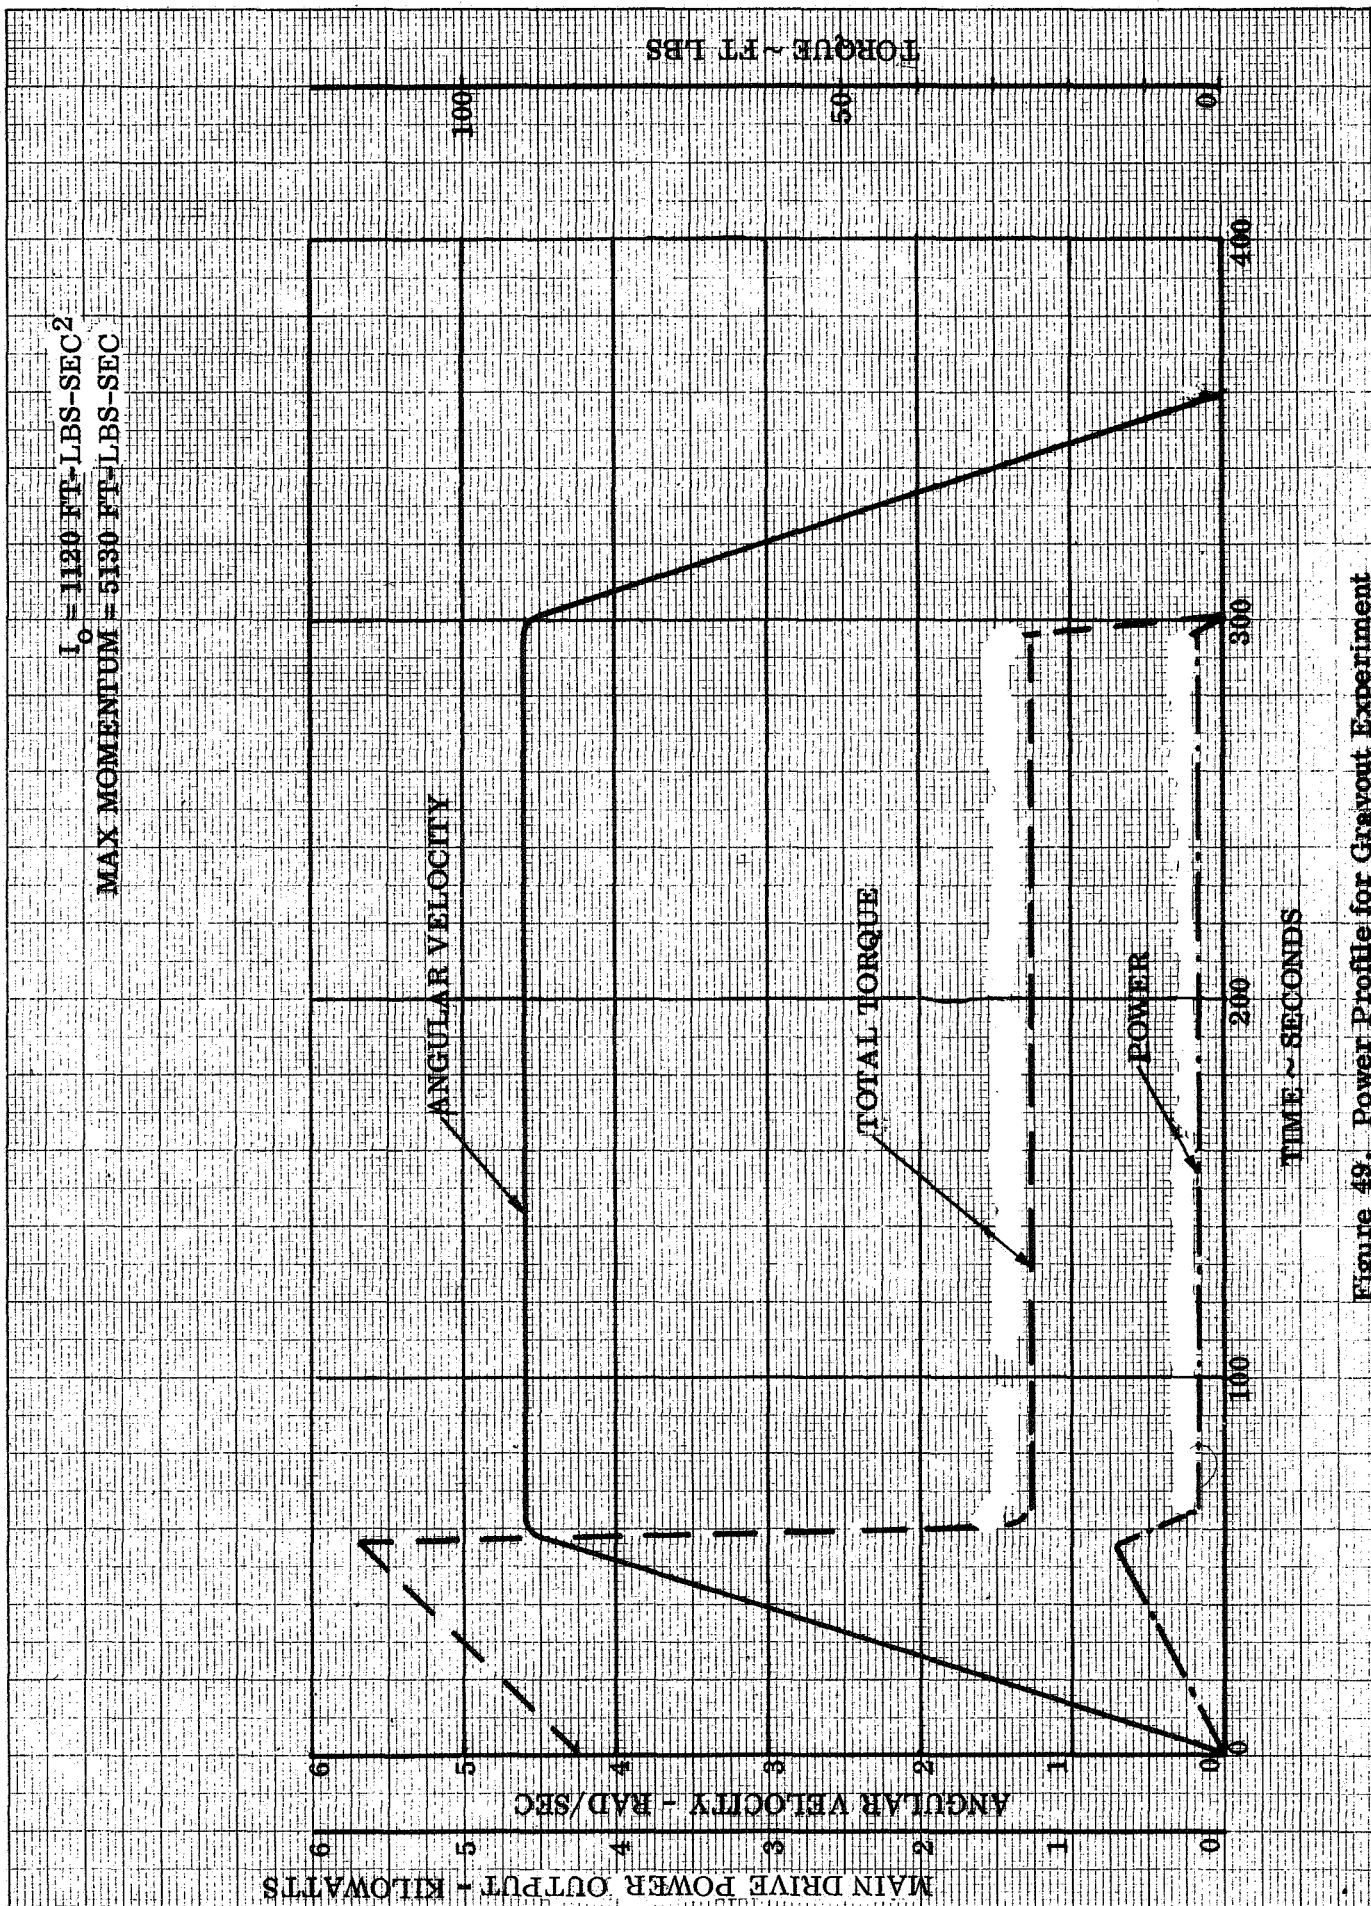 I₀ = 1120 FT-LBS-SEC²
MAX MOMENTUM = 5130 FT-LBS-SEC
MAIN DRIVE POWER OUTPUT - KILOWATTS
6
5
4
3
2
1
0
ANGULAR VELOCITY - RAD/SEC
6
5
4
3
2
1
0
ANGULAR VELOCITY
TOTAL TORQUE
POWER
TORQUE ~ FT LBS
100
50
0
0
100
200
300
400
TIME ~ SECONDS
Figure 49. Power Profile for Grayout Experiment